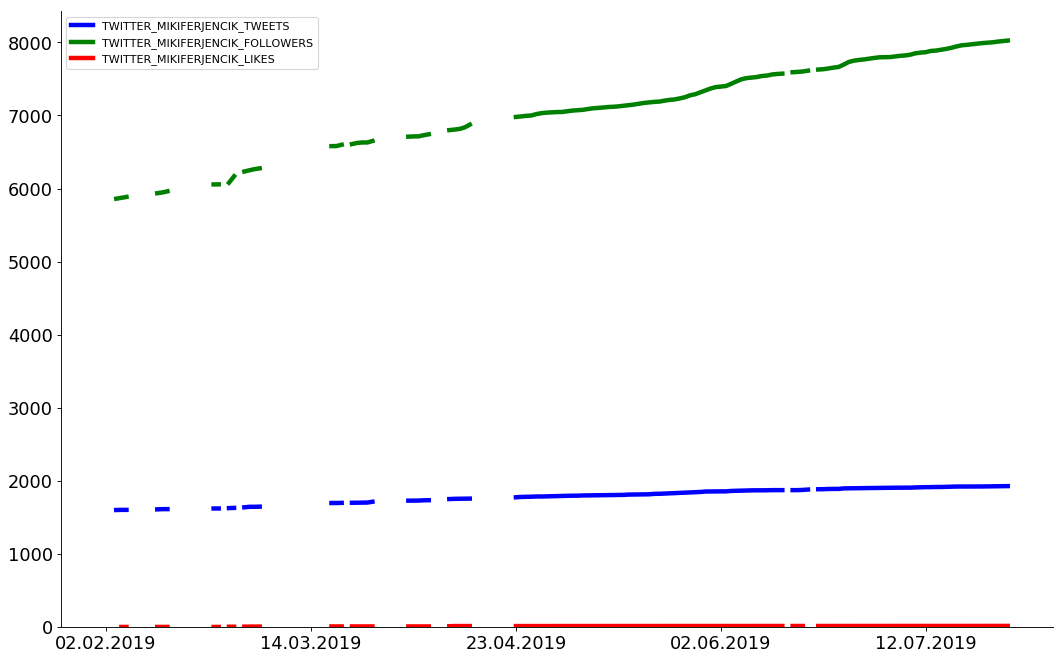 TWITTER_MIKIFERJENCIK_TWEETS
TWITTER_MIKIFERJENCIK_FOLLOWERS
TWITTER_MIKIFERJENCIK_LIKES
8000
7000
6000
5000
4000
3000
2000
1000
0
02.02.2019 14.03.2019 23.04.2019 02.06.2019 12.07.2019